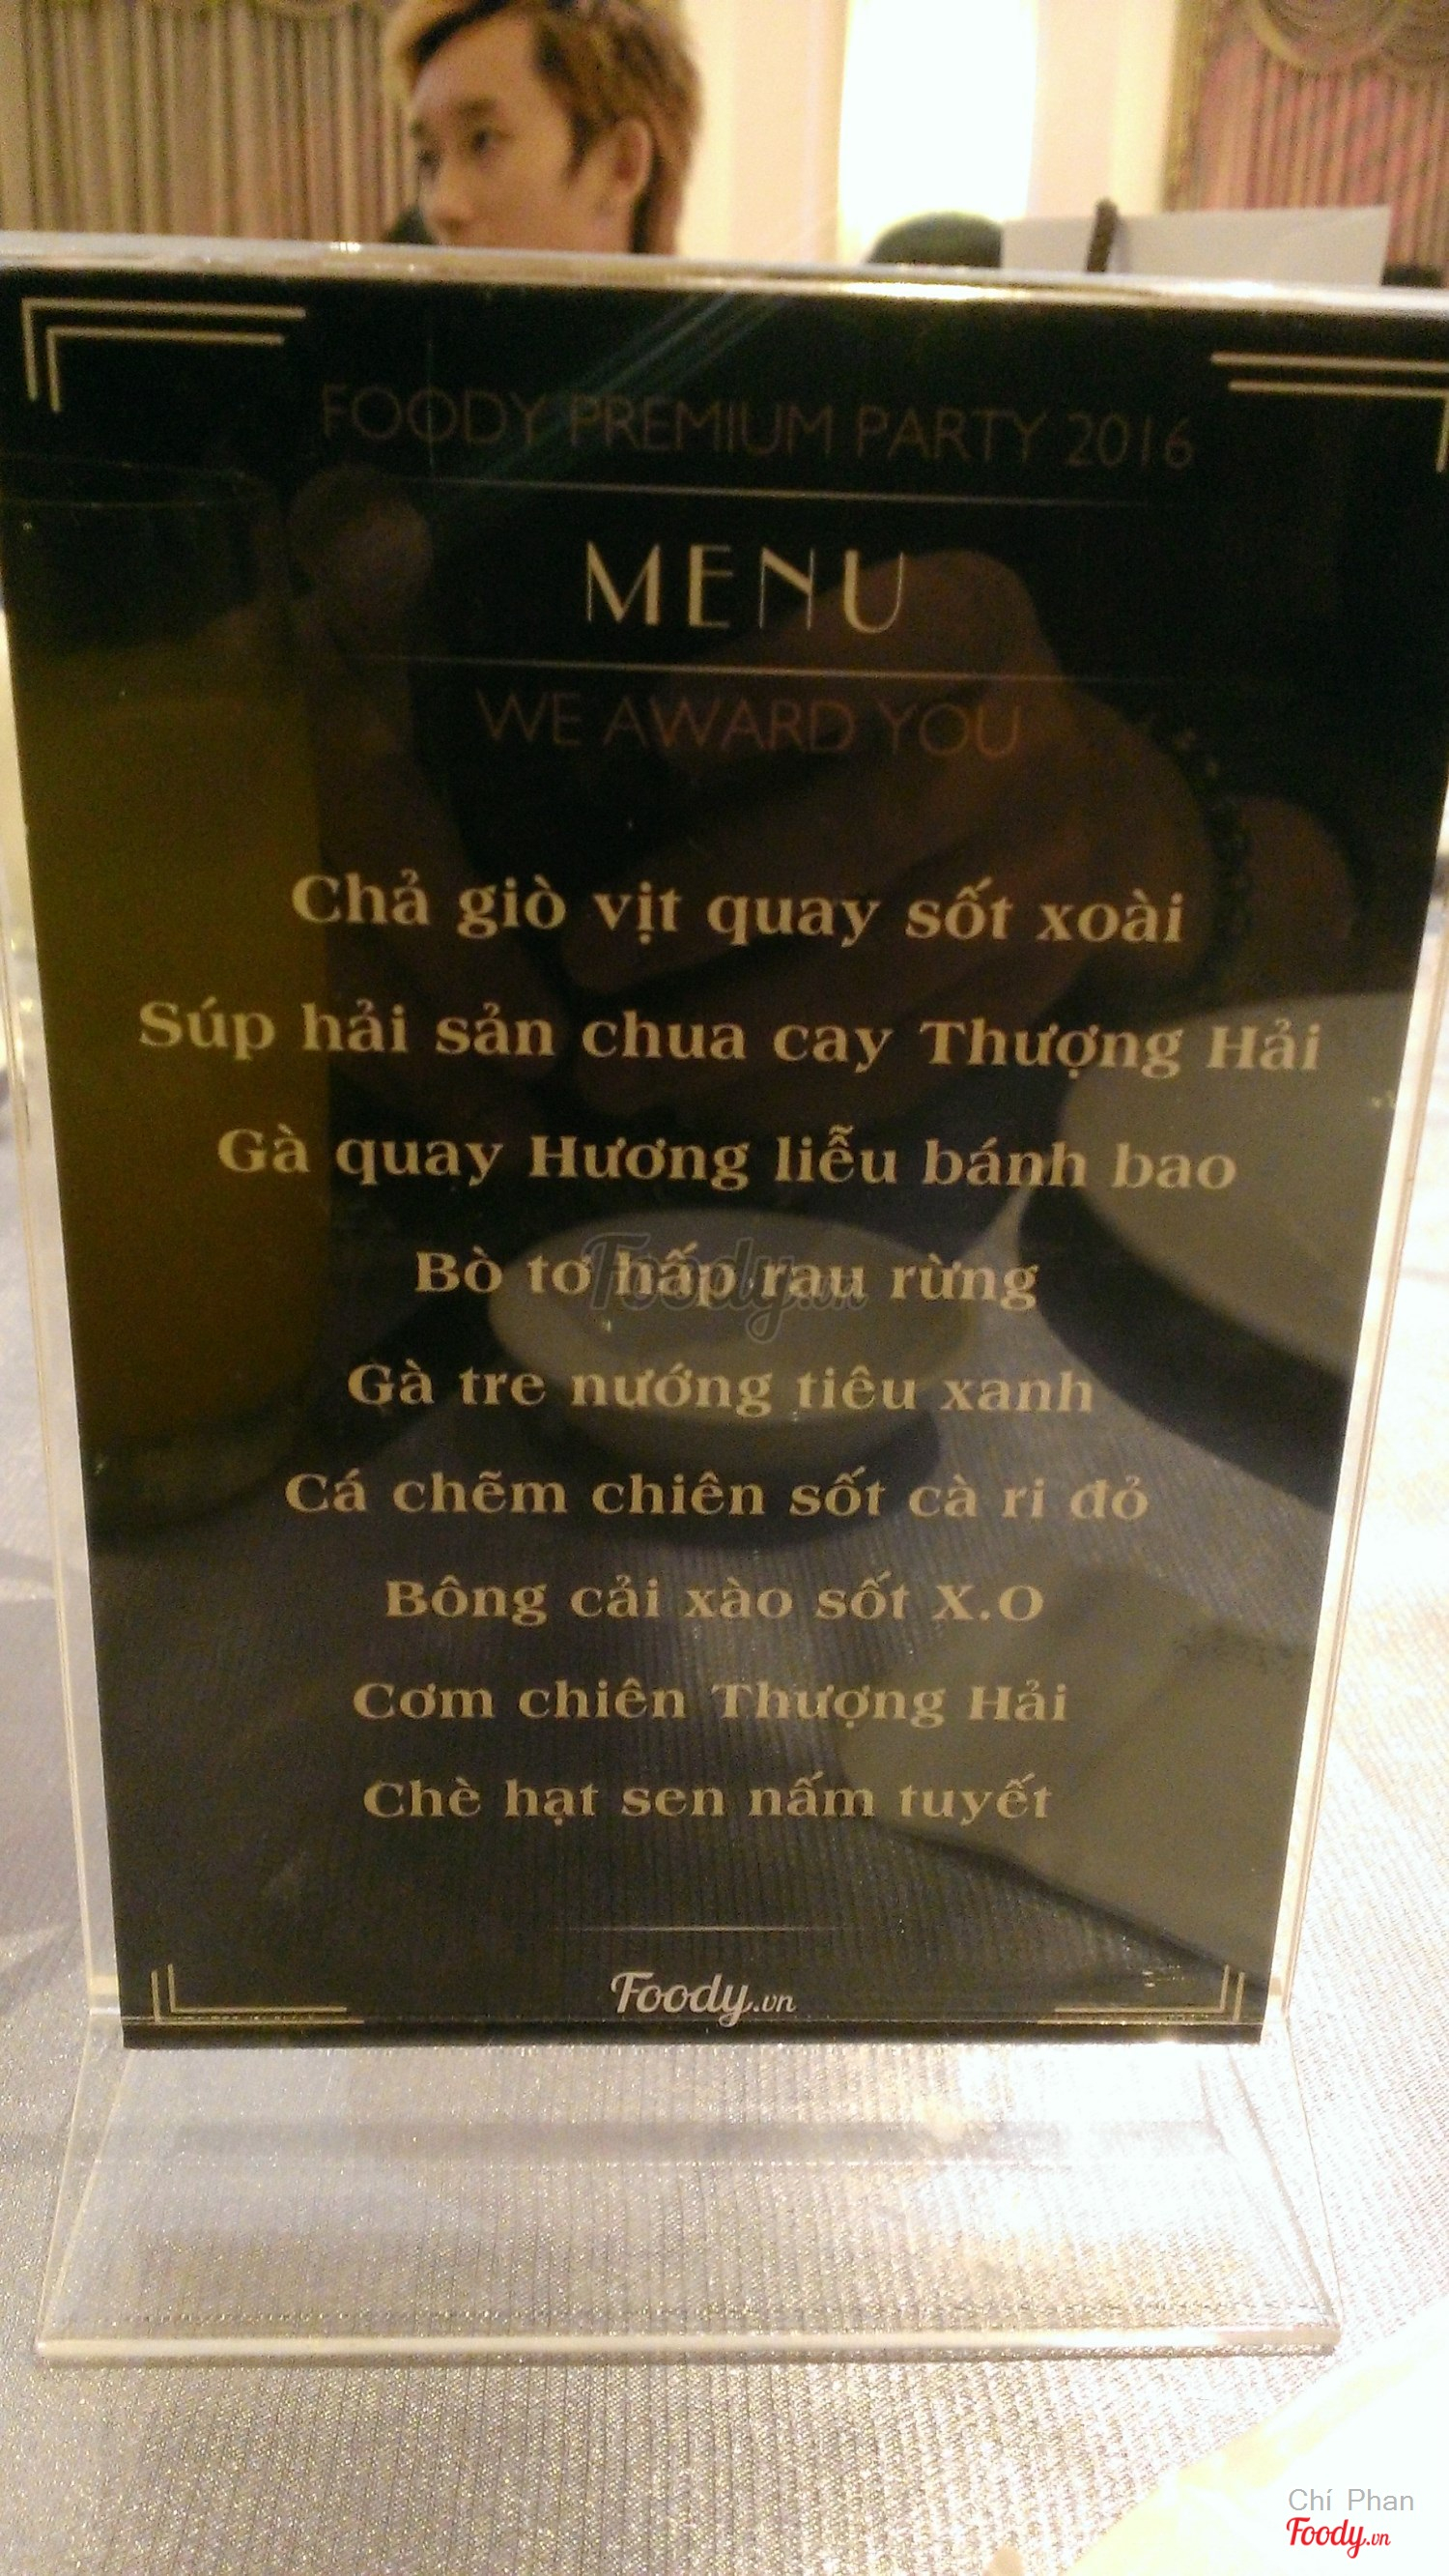 FOODY PREMIUM PARTY 2016
MENU
WE AWARD YOU
Chả giò vịt quay sốt xoài
Súp hải sản chua cay Thượng Hải
Gà quay Hương liễu bánh bao
Bò tơ hấp rau rừng
Foody.vn
Gà tre nướng tiêu xanh
Cá chẽm chiên sốt cà ri đỏ
Bông cải xào sốt X.O
Cơm chiên Thượng Hải
Chè hạt sen nấm tuyết
Foody.vn
Chí Phan
Foody.vn